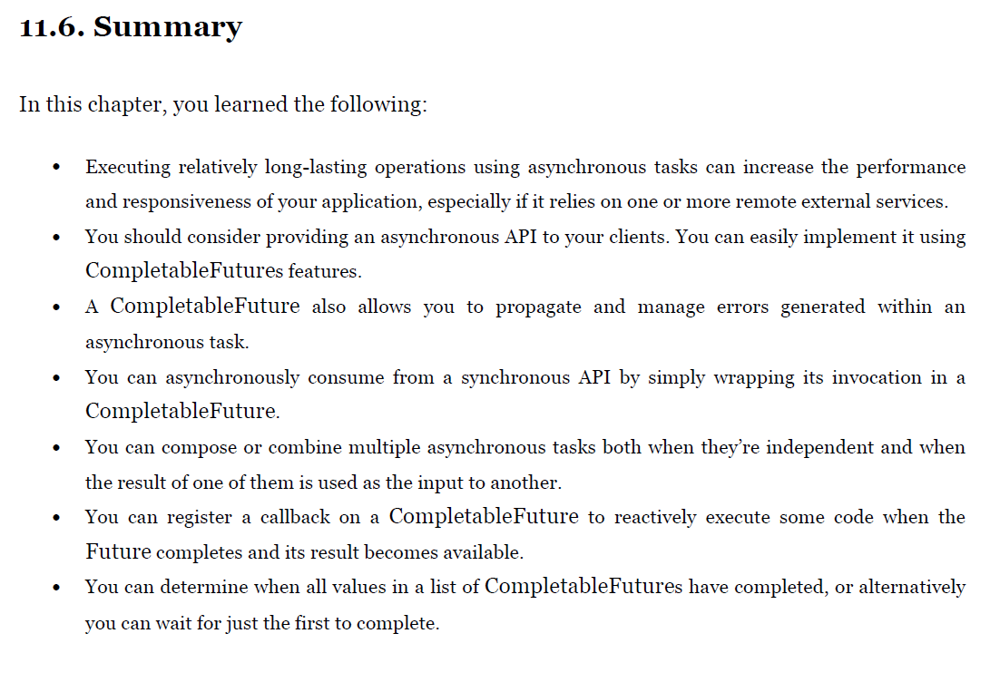 11.6. Summary
In this chapter, you learned the following:
• Executing relatively long-lasting operations using asynchronous tasks can increase the performance
and responsiveness of your application, especially if it relies on one or more remote external services.
• You should consider providing an asynchronous API to your clients. You can easily implement it using
CompletableFutures features.
• A CompletableFuture also allows you to propagate and manage errors generated within an
asynchronous task.
• You can asynchronously consume from a synchronous API by simply wrapping its invocation in a
CompletableFuture.
• You can compose or combine multiple asynchronous tasks both when they’re independent and when
the result of one of them is used as the input to another.
• You can register a callback on a CompletableFuture to reactively execute some code when the
Future completes and its result becomes available.
• You can determine when all values in a list of CompletableFutures have completed, or alternatively
you can wait for just the first to complete.